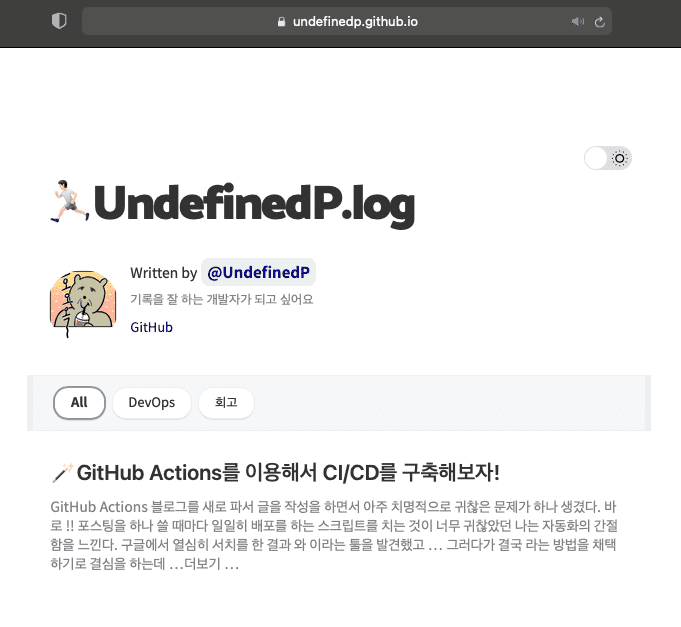 undefinedp.github.io
UndefinedP.log
Written by @UndefinedP
기록을 잘 하는 개발자가 되고 싶어요
GitHub
All DevOps 회고
GitHub Actions를 이용해서 CI/CD를 구축해보자!
GitHub Actions 블로그를 새로 파서 글을 작성을 하면서 아주 치명적으로 귀찮은 문제가 하나 생겼다. 바
로 !! 포스팅을 하나 쓸 때마다 일일히 배포를 하는 스크립트를 치는 것이 너무 귀찮았던 나는 자동화의 간절
함을 느낀다. 구글에서 열심히 서치를 한 결과 와 이라는 툴을 발견했고 ... 그러다가 결국 라는 방법을 채택
하기로 결심을 하는데 ...더보기 ...